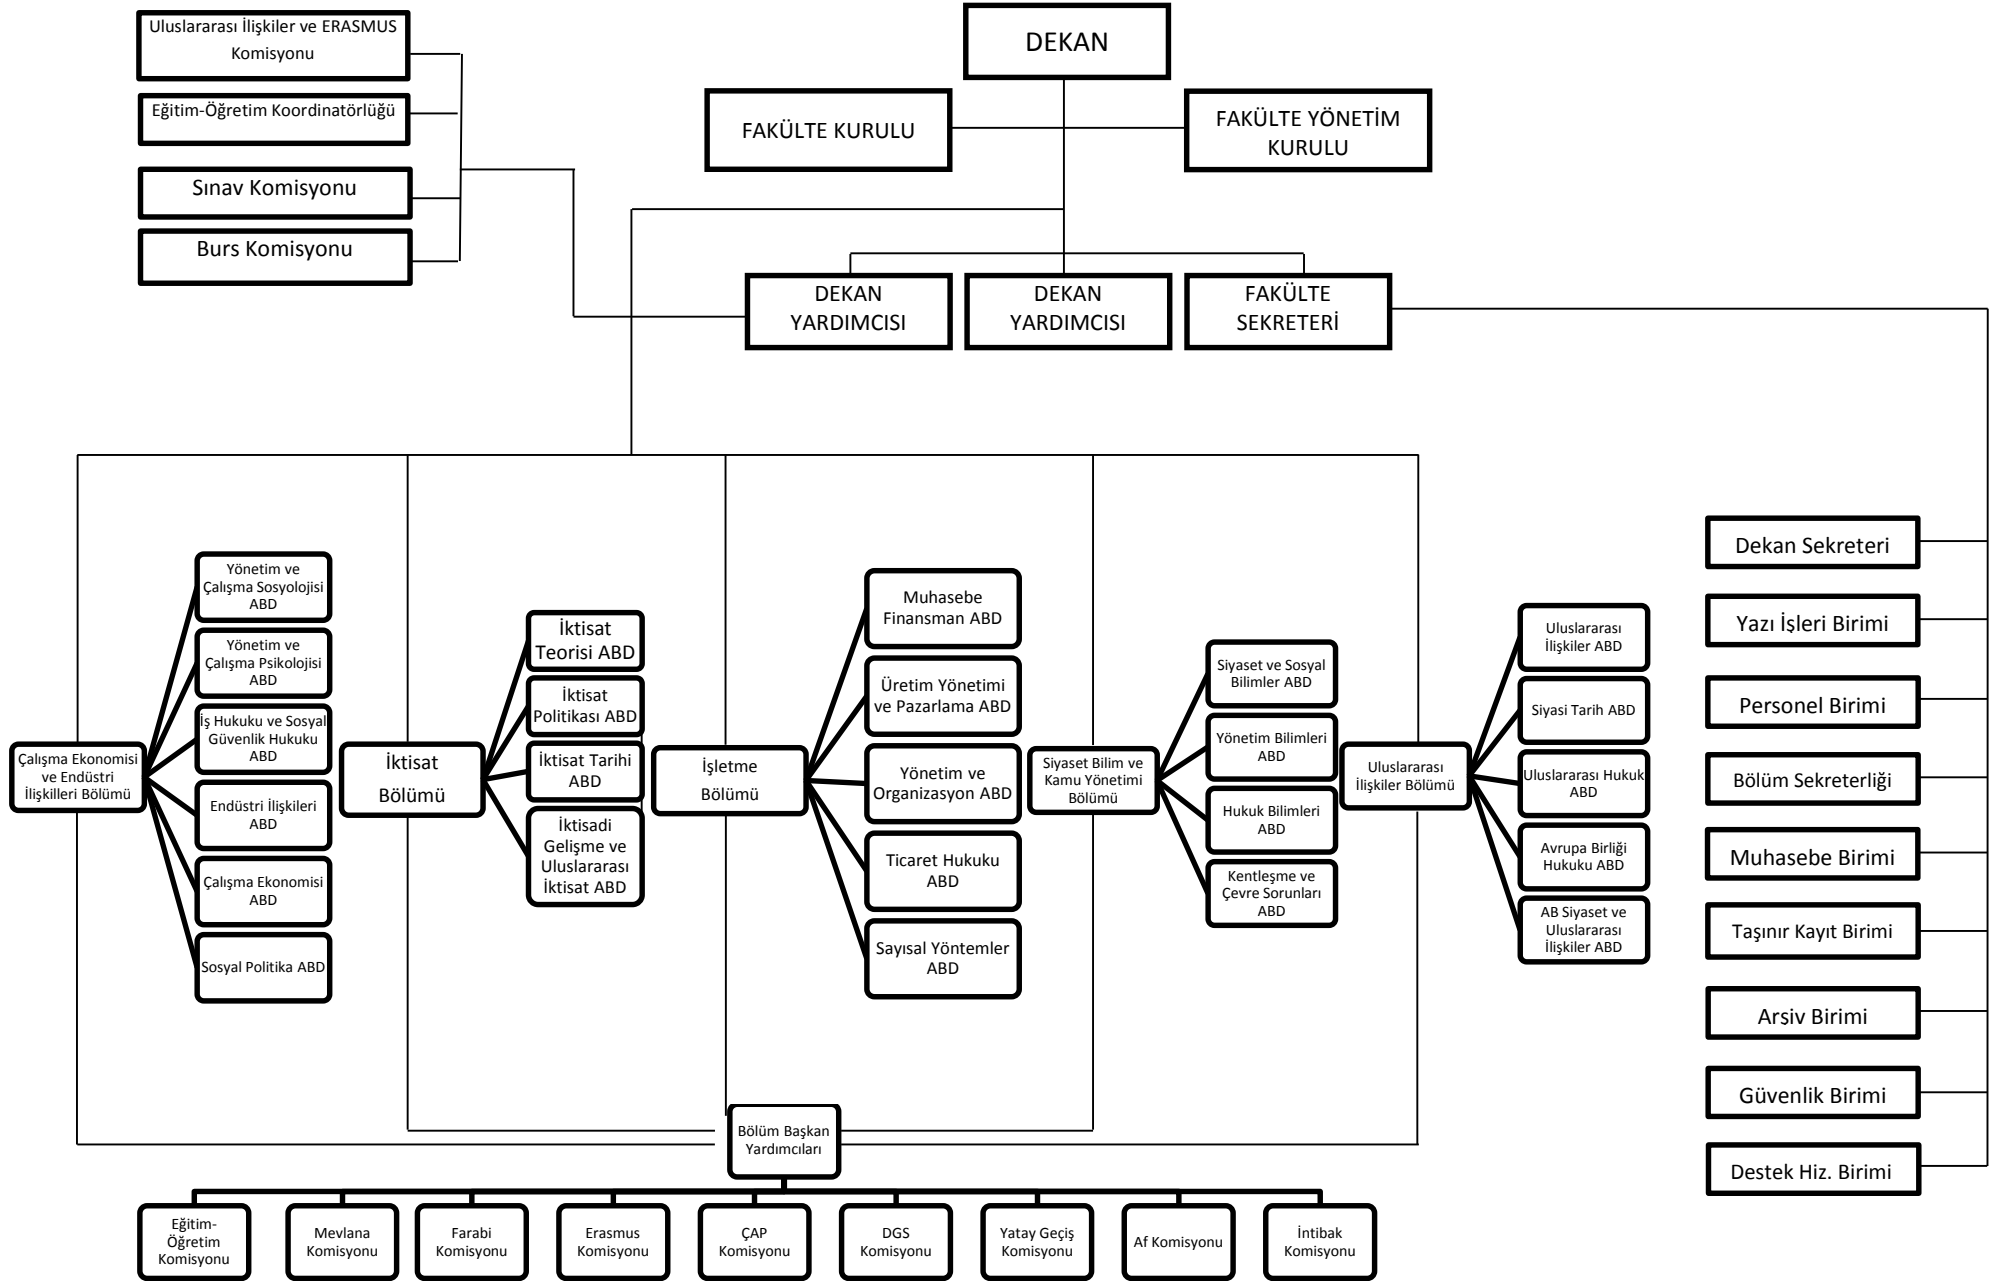 Uluslararası İlişkiler ve ERASMUS
Komisyonu
Eğitim-Öğretim Koordinatörlüğü
Sınav Komisyonu
Burs Komisyonu
DEKAN
FAKÜLTE KURULU
FAKÜLTE YÖNETİM
KURULU
DEKAN
YARDIMCISI
DEKAN
YARDIMCISI
FAKÜLTE
SEKRETERİ
Çalışma Ekonomisi
ve Endüstri
İlişkilleri Bölümü
Yönetim ve
Çalışma Sosyolojisi
ABD
Yönetim ve
Çalışma Psikolojisi
ABD
İş Hukuku ve Sosyal
Güvenlik Hukuku
ABD
Endüstri İlişkileri
ABD
Çalışma Ekonomisi
ABD
Sosyal Politika ABD
İktisat
Bölümü
İktisat
Teorisi ABD
İktisat
Politikası ABD
İktisat Tarihi
ABD
İktisadi
Gelişme ve
Uluslararası
İktisat ABD
İşletme
Bölümü
Muhasebe
Finansman ABD
Üretim Yönetimi
ve Pazarlama ABD
Yönetim ve
Organizasyon ABD
Ticaret Hukuku
ABD
Sayısal Yöntemler
ABD
Siyaset Bilim ve
Kamu Yönetimi
Bölümü
Siyaset ve Sosyal
Bilimler ABD
Yönetim Bilimleri
ABD
Hukuk Bilimleri
ABD
Kentleşme ve
Çevre Sorunları
ABD
Uluslararası
İlişkiler Bölümü
Uluslararası
İlişkiler ABD
Siyasi Tarih ABD
Uluslararası Hukuk
ABD
Avrupa Birliği
Hukuku ABD
AB Siyaset ve
Uluslararası
İlişkiler ABD
Dekan Sekreteri
Yazı İşleri Birimi
Personel Birimi
Bölüm Sekreterliği
Muhasebe Birimi
Taşınır Kayıt Birimi
Arsiv Birimi
Güvenlik Birimi
Destek Hiz. Birimi
Bölüm Başkan
Yardımcıları
Eğitim-
Öğretim
Komisyonu
Mevlana
Komisyonu
Farabi
Komisyonu
Erasmus
Komisyonu
ÇAP
Komisyonu
DGS
Komisyonu
Yatay Geçiş
Komisyonu
Af Komisyonu
İntibak
Komisyonu